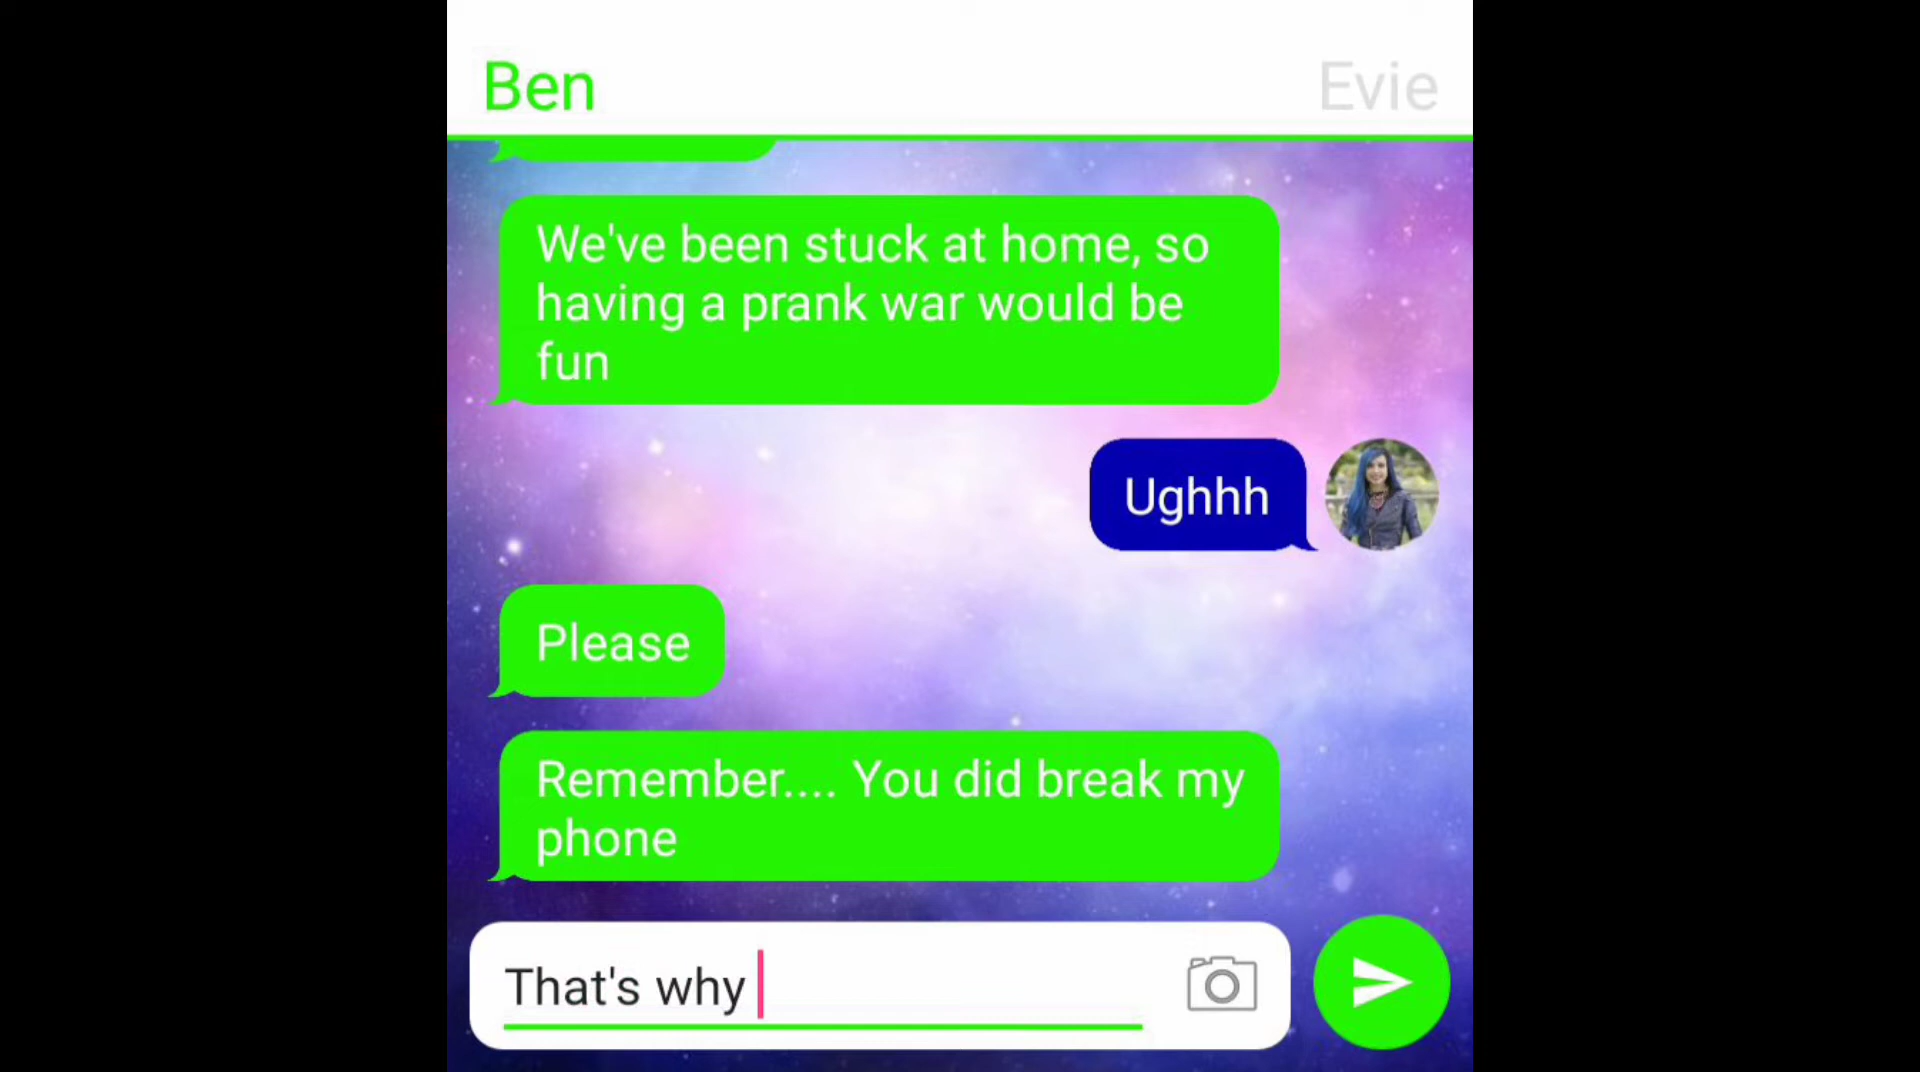 Ben
Evie
We've been stuck at home, so
having a prank war would be
fun
Ughhh
Please
Remember.... You did break my
phone
That's why